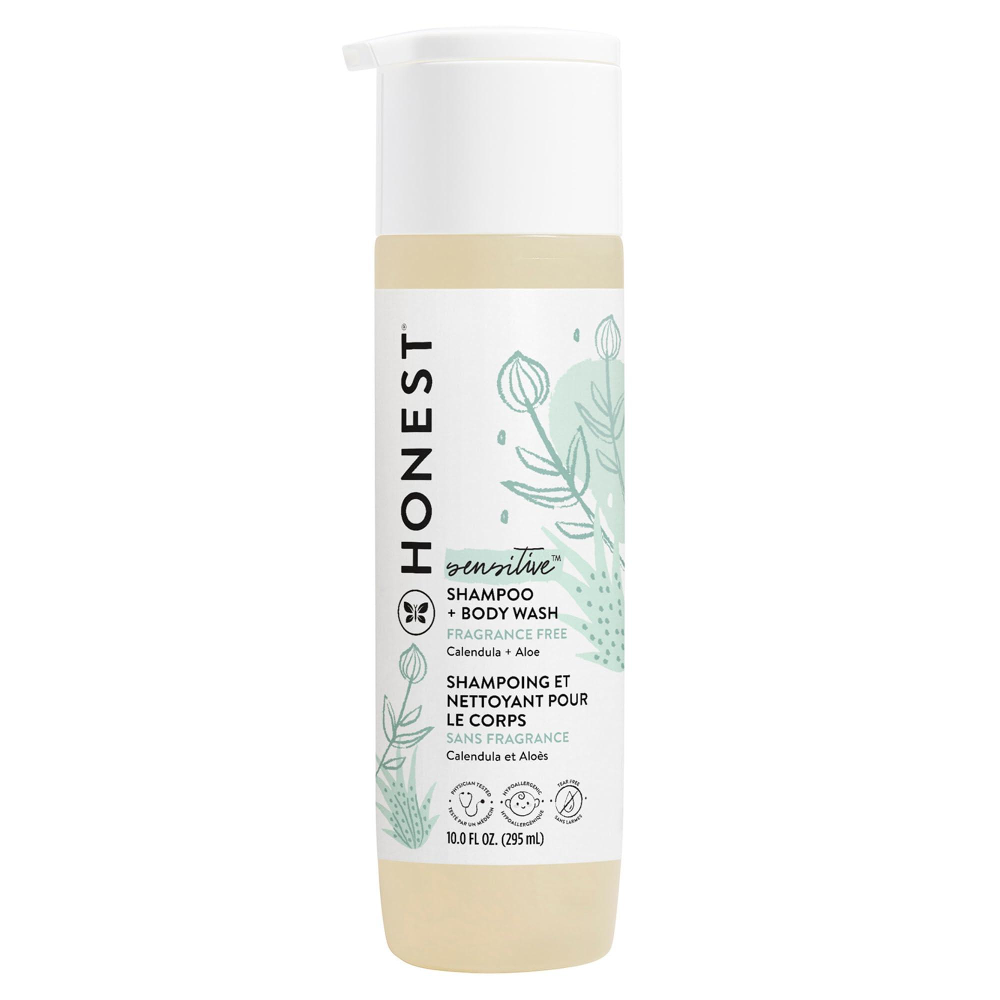 HONEST®
sensitive™
SHAMPOO
+ BODY WASH
FRAGRANCE FREE
Calendula + Aloe
SHAMPOING ET
NETTOYANT POUR
LE CORPS
SANS FRAGRANCE
Calendula et Aloès
PHYSICIAN TESTED
TESTÉ PAR UN MÉDECIN
HYPOALLERGENIC
HYPOALLERGÉNIQUE
TEAR FREE
SANS LARMES
10.0 FL OZ. (295 mL)